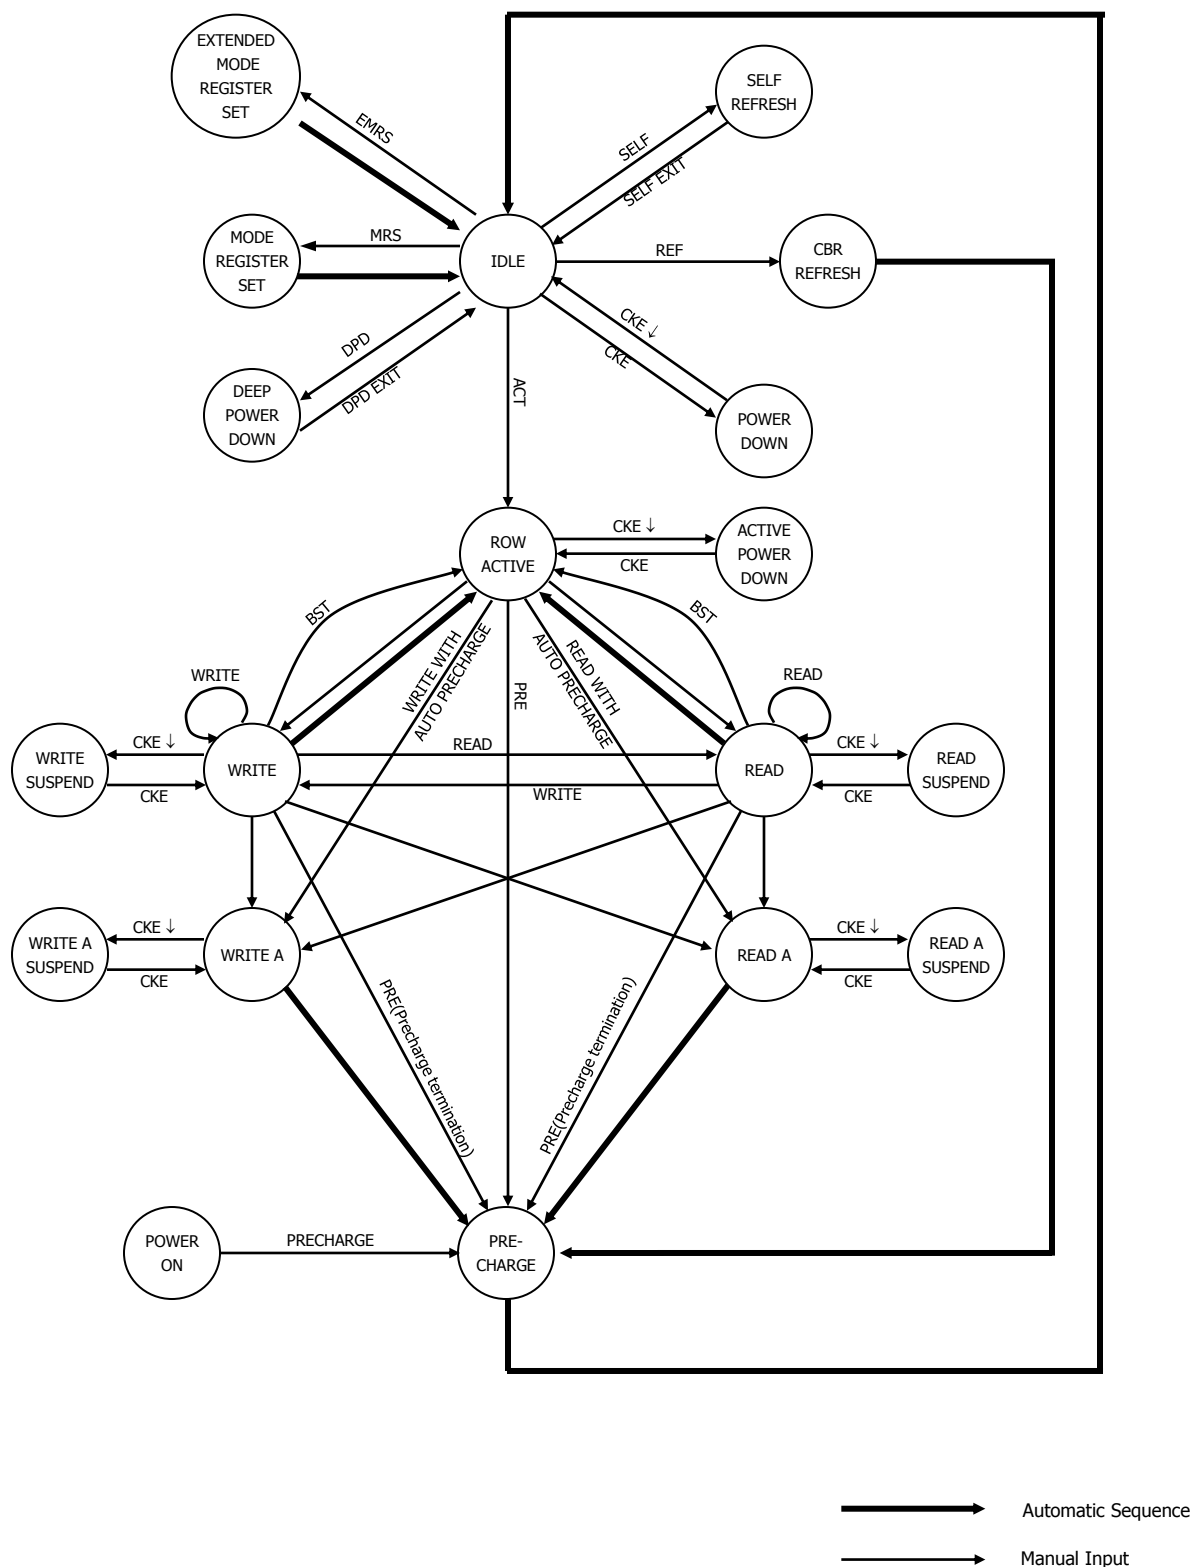 EXTENDED
MODE
REGISTER
SET
SELF
REFRESH
EMRS
SELF
SELF EXIT
MODE
REGISTER
SET
MRS
IDLE
REF
CBR
REFRESH
DPD
DPD EXIT
CKE ↓
CKE
ACT
DEEP
POWER
DOWN
POWER
DOWN
ROW
ACTIVE
CKE ↓
CKE
ACTIVE
POWER
DOWN
BST
BST
WRITE WITH
AUTO PRECHARGE
PRE
READ WITH
AUTO PRECHARGE
WRITE
READ
WRITE
SUSPEND
CKE ↓
CKE
WRITE
READ
WRITE
READ
CKE ↓
CKE
READ
SUSPEND
WRITE A
SUSPEND
CKE ↓
CKE
WRITE A
READ A
CKE ↓
CKE
READ A
SUSPEND
PRE(Precharge termination)
PRE(Precharge termination)
POWER
ON
PRECHARGE
PRE-
CHARGE
Automatic Sequence
Manual Input